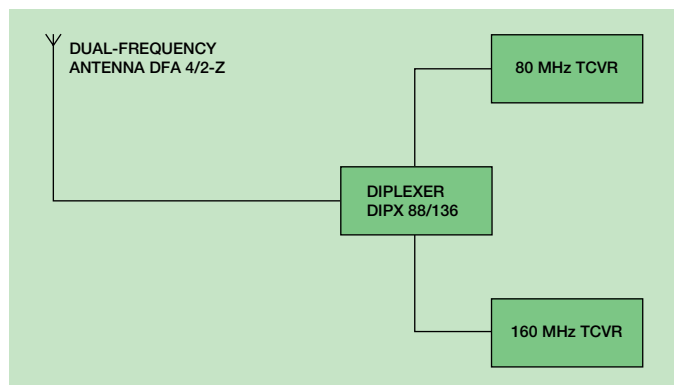 DUAL-FREQUENCY
ANTENNA DFA 4/2-Z
80 MHz TCVR
DIPLEXER
DIPX 88/136
160 MHz TCVR